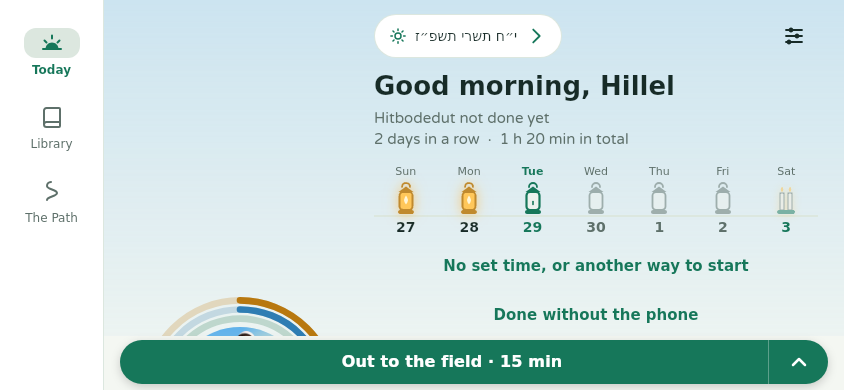 Today
Library
The Path
י״ח תשרי תשפ״ז
Good morning, Hillel
Hitbodedut not done yet
2 days in a row · 1 h 20 min in total
Sun Mon Tue Wed Thu Fri Sat
27 28 29 30 1 2 3
No set time, or another way to start
Done without the phone
Out to the field · 15 min